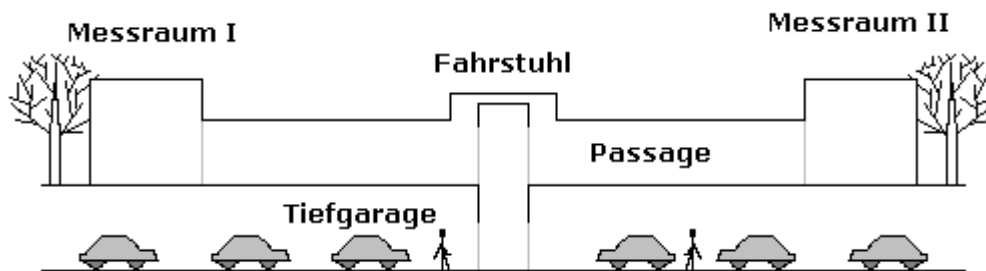 Messraum I
Messraum II
Fahrstuhl
Passage
Tiefgarage